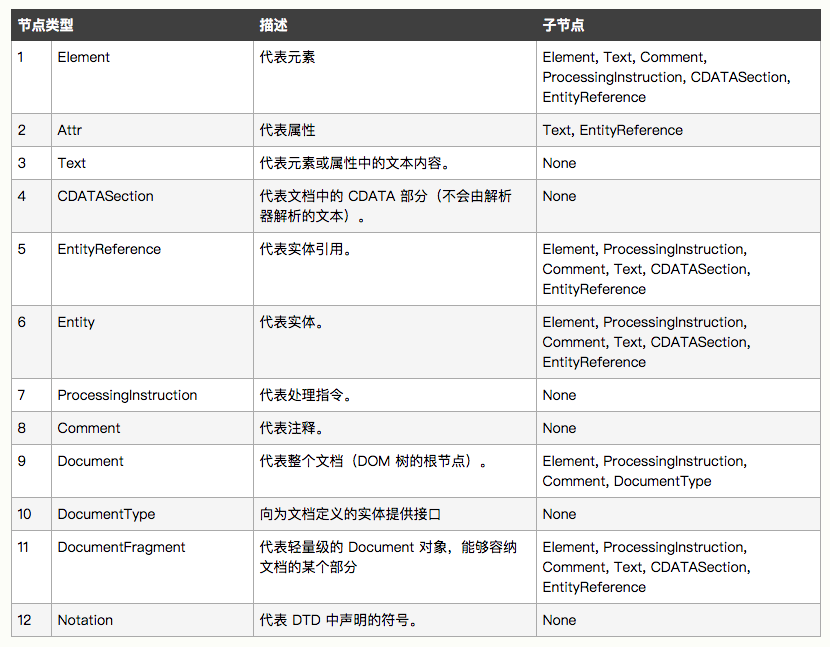 节点类型 描述 子节点
1 Element 代表元素 Element, Text, Comment,
ProcessingInstruction, CDATASection,
EntityReference
2 Attr 代表属性 Text, EntityReference
3 Text 代表元素或属性中的文本内容。 None
4 CDATASection 代表文档中的 CDATA 部分（不会由解析 None
器解析的文本）。
5 EntityReference 代表实体引用。 Element, ProcessingInstruction,
Comment, Text, CDATASection,
EntityReference
6 Entity 代表实体。 Element, ProcessingInstruction,
Comment, Text, CDATASection,
EntityReference
7 ProcessingInstruction 代表处理指令。 None
8 Comment 代表注释。 None
9 Document 代表整个文档（DOM 树的根节点）。 Element, ProcessingInstruction,
Comment, DocumentType
10 DocumentType 向为文档定义的实体提供接口 None
11 DocumentFragment 代表轻量级的 Document 对象，能够容纳 Element, ProcessingInstruction,
文档的某个部分 Comment, Text, CDATASection,
EntityReference
12 Notation 代表 DTD 中声明的符号。 None